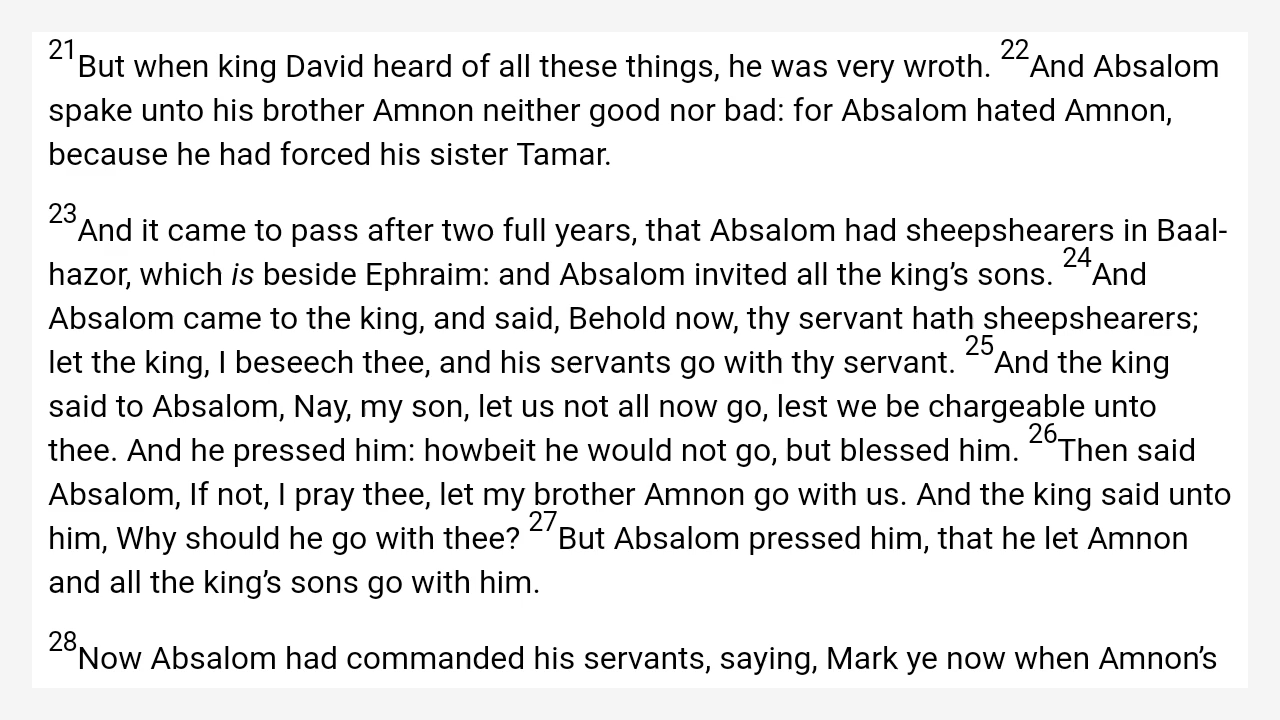 21But when king David heard of all these things, he was very wroth. 22And Absalom
spake unto his brother Amnon neither good nor bad: for Absalom hated Amnon,
because he had forced his sister Tamar.
23And it came to pass after two full years, that Absalom had sheepshearers in Baal-
hazor, which is beside Ephraim: and Absalom invited all the king’s sons. 24And
Absalom came to the king, and said, Behold now, thy servant hath sheepshearers;
let the king, I beseech thee, and his servants go with thy servant. 25And the king
said to Absalom, Nay, my son, let us not all now go, lest we be chargeable unto
thee. And he pressed him: howbeit he would not go, but blessed him. 26Then said
Absalom, If not, I pray thee, let my brother Amnon go with us. And the king said unto
him, Why should he go with thee? 27But Absalom pressed him, that he let Amnon
and all the king’s sons go with him.
28Now Absalom had commanded his servants, saying, Mark ye now when Amnon’s